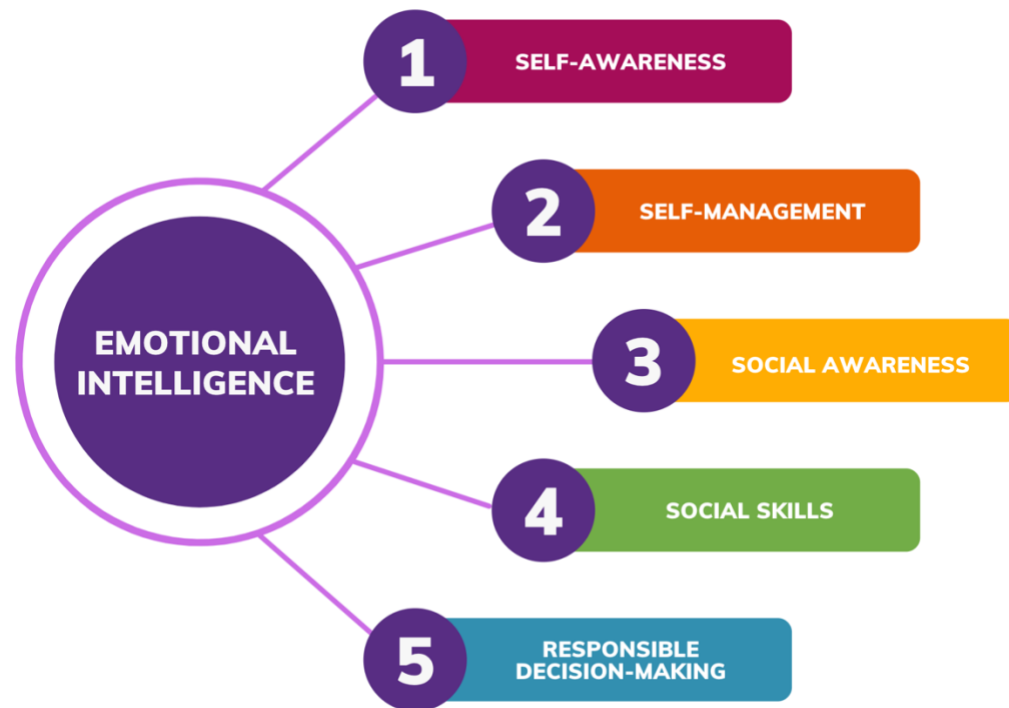 EMOTIONAL
INTELLIGENCE
1
SELF-AWARENESS
2
SELF-MANAGEMENT
3
SOCIAL AWARENESS
4
SOCIAL SKILLS
5
RESPONSIBLE
DECISION-MAKING